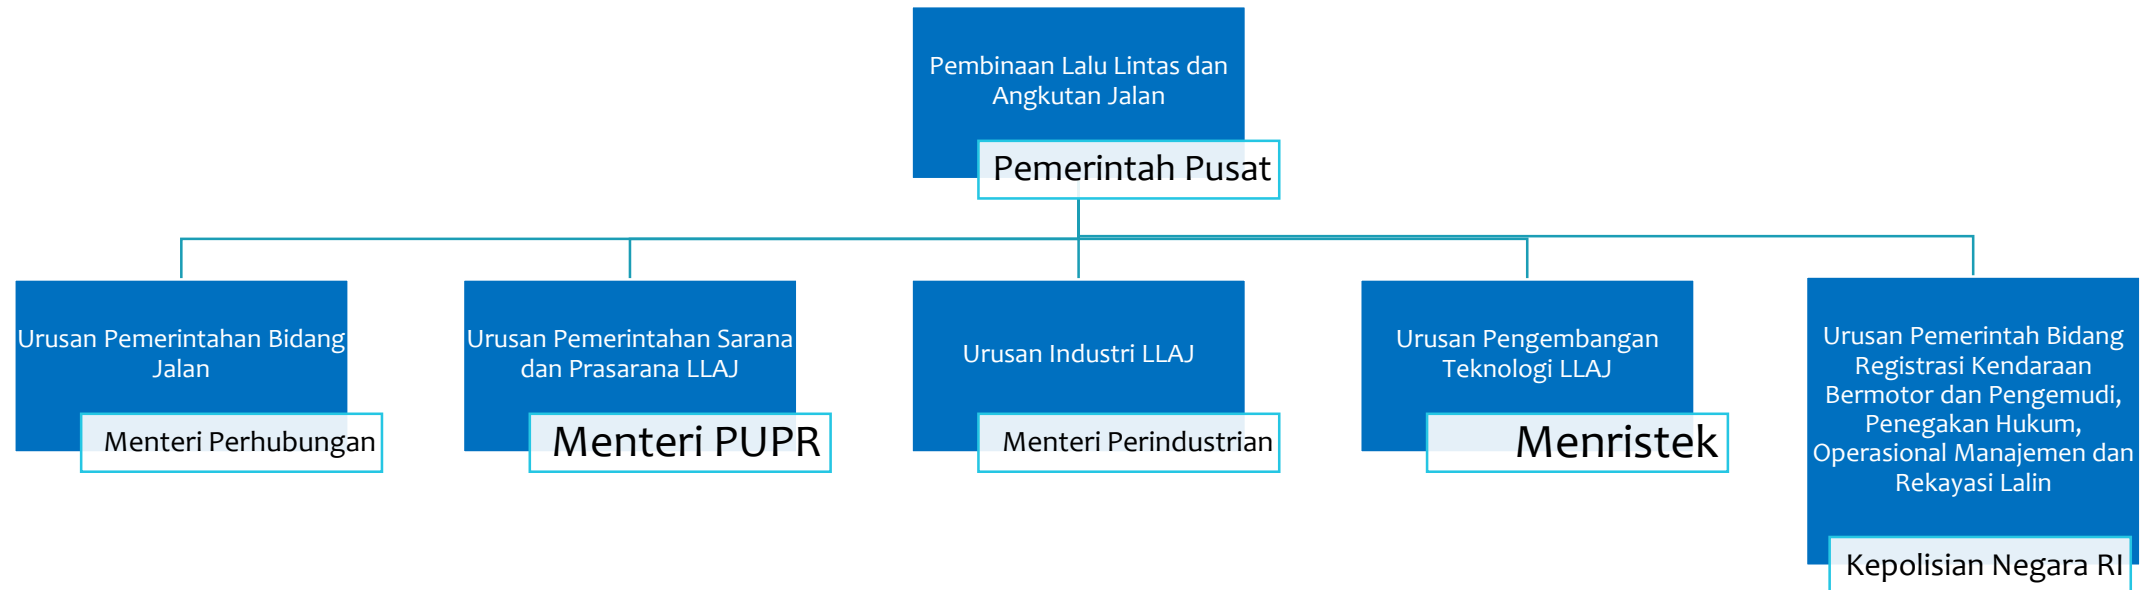 Pembinaan Lalu Lintas dan
Angkutan Jalan
Pemerintah Pusat
Urusan Pemerintahan Bidang
Jalan
Menteri Perhubungan
Urusan Pemerintahan Sarana
dan Prasarana LLAJ
Menteri PUPR
Urusan Industri LLAJ
Menteri Perindustrian
Urusan Pengembangan
Teknologi LLAJ
Menristek
Urusan Pemerintah Bidang
Registrasi Kendaraan
Bermotor dan Pengemudi,
Penegakan Hukum,
Operasional Manajemen dan
Rekayasi Lalin
Kepolisian Negara RI